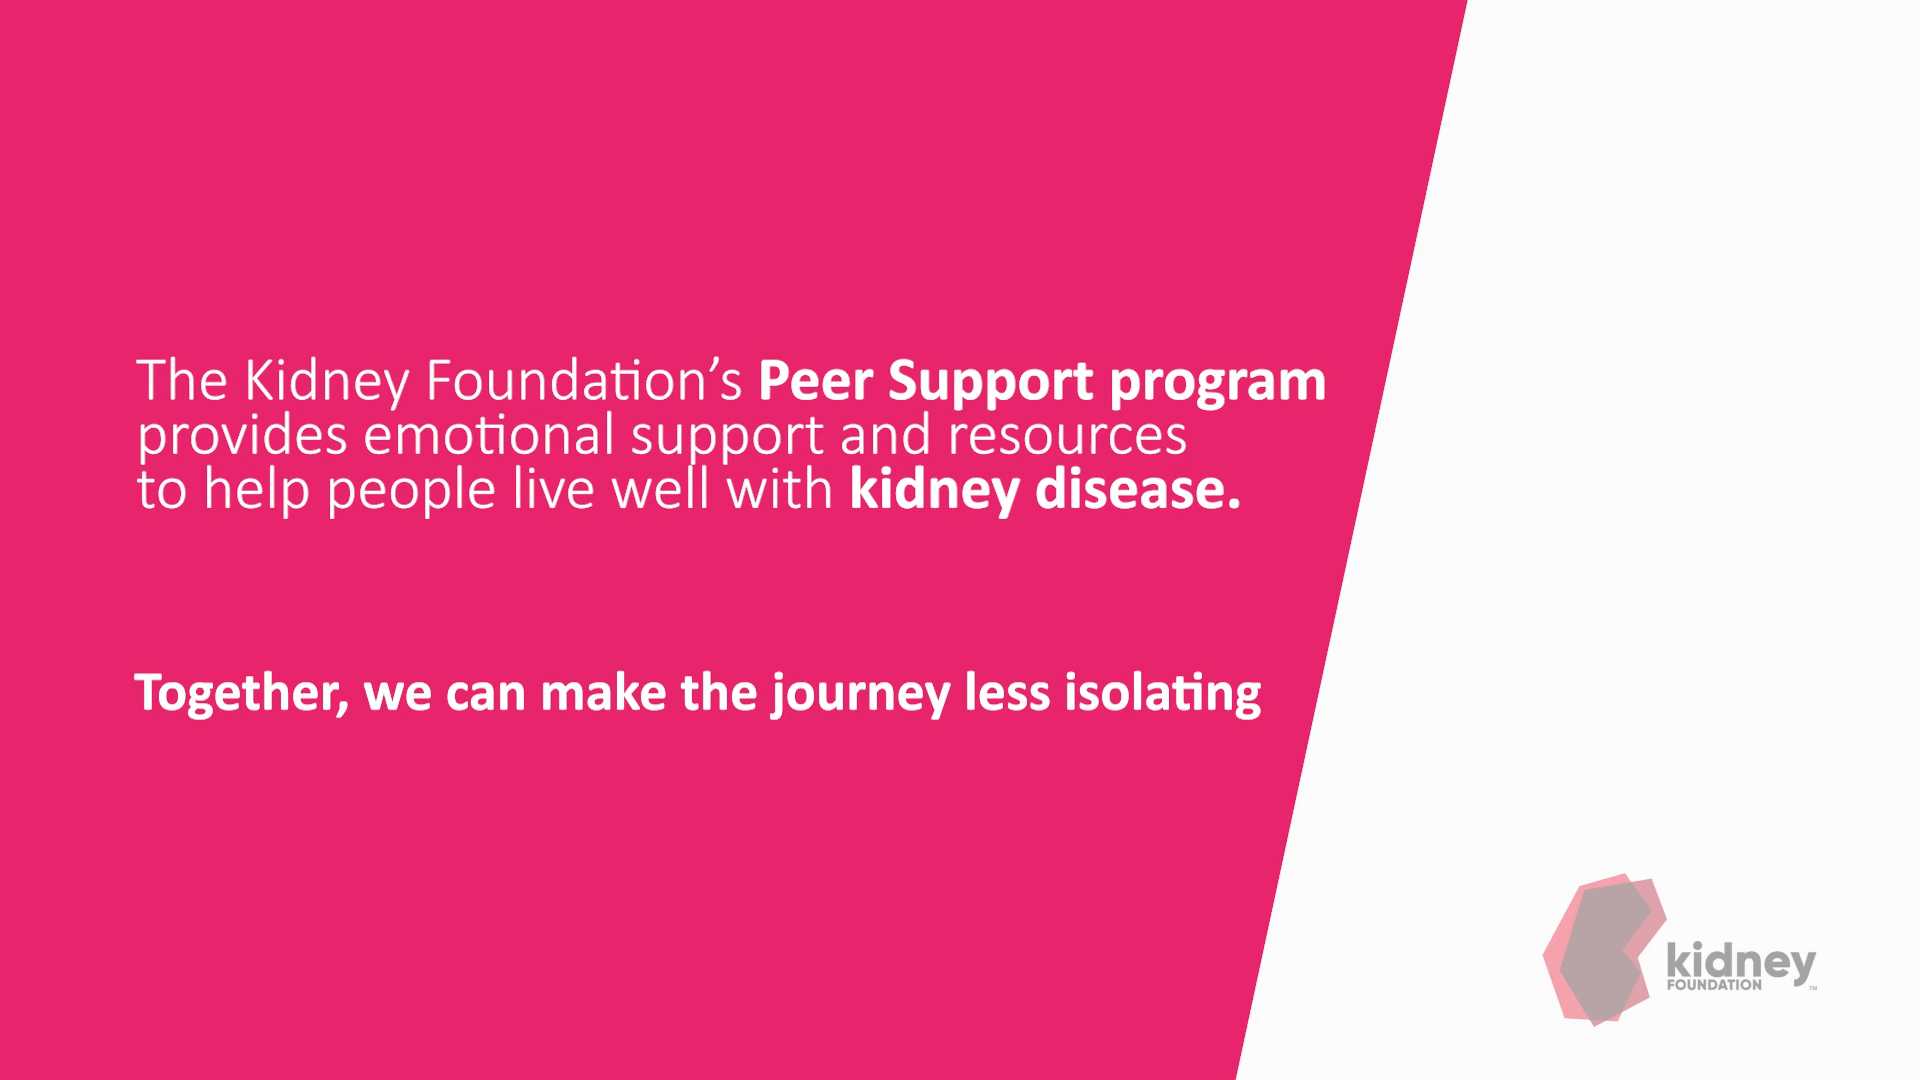 The Kidney Foundation’s Peer Support program
provides emotional support and resources
to help people live well with kidney disease.
Together, we can make the journey less isolating
kidney
FOUNDATION™